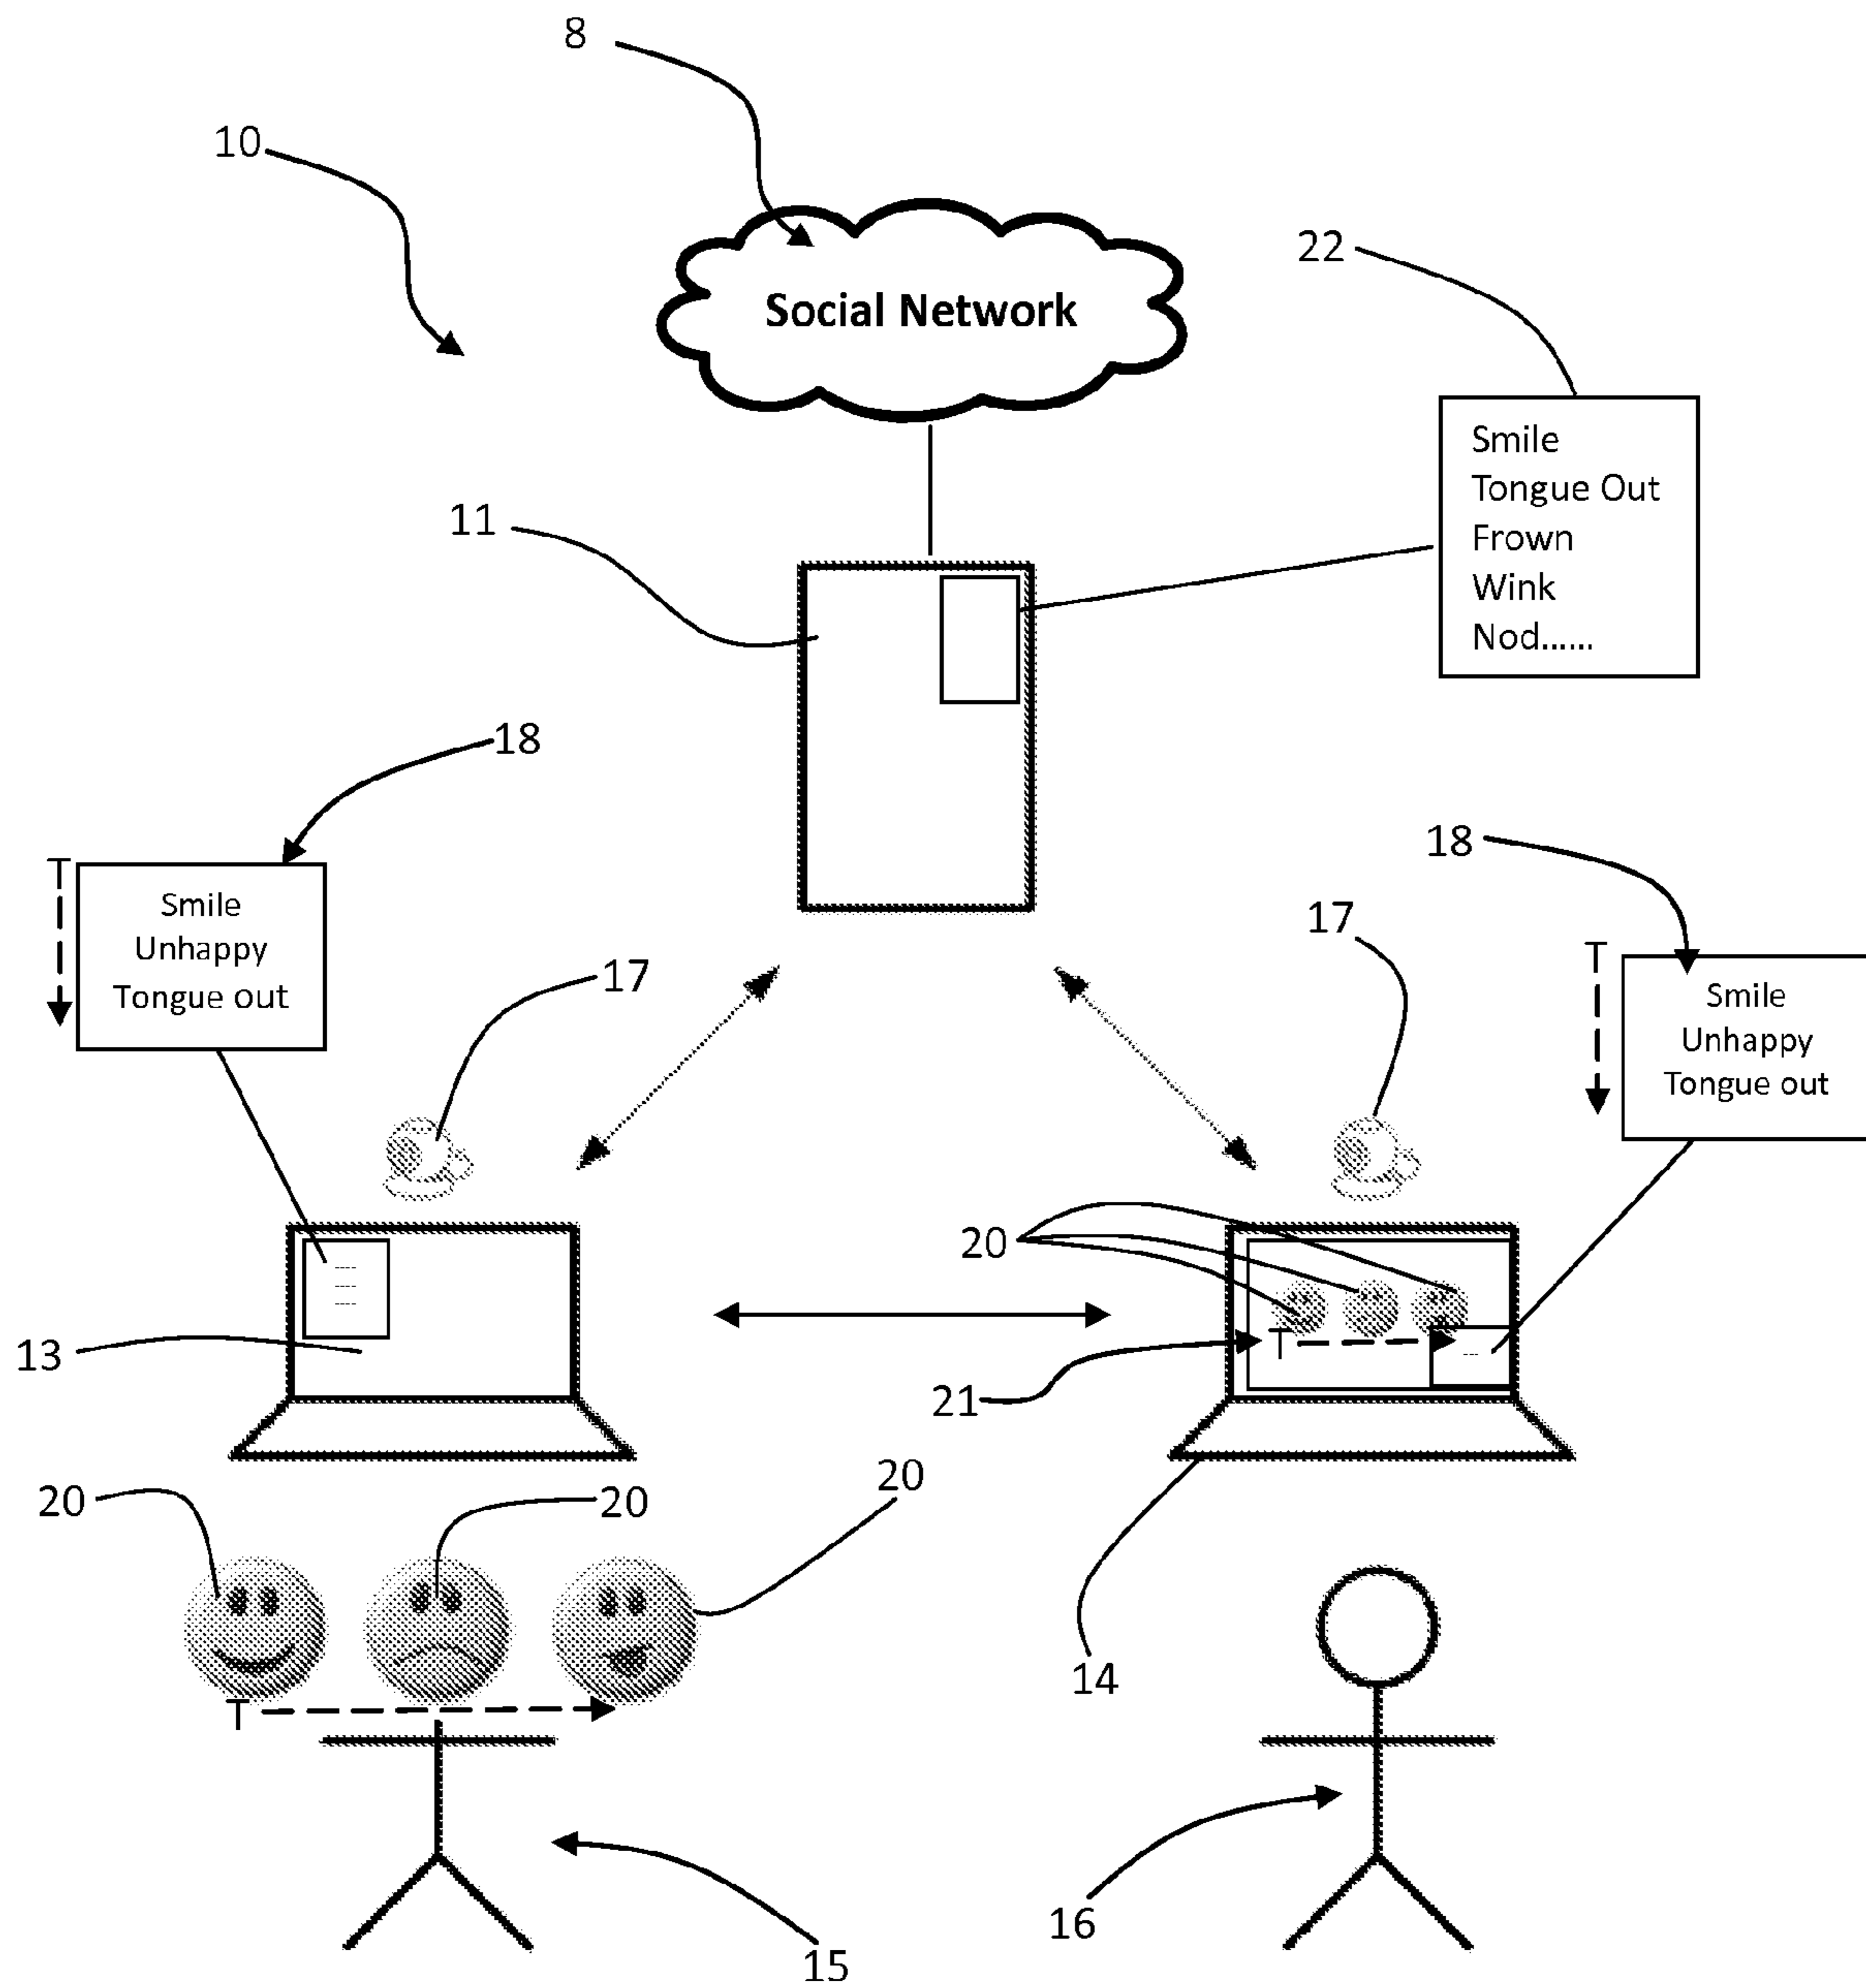 8
10
Social Network
22
Smile
Tongue Out
Frown
Wink
Nod......
11
18
T
Smile
Unhappy
Tongue out
17
18
17
T
Smile
Unhappy
Tongue out
20
13
T
21
20
20
20
T
14
16
15